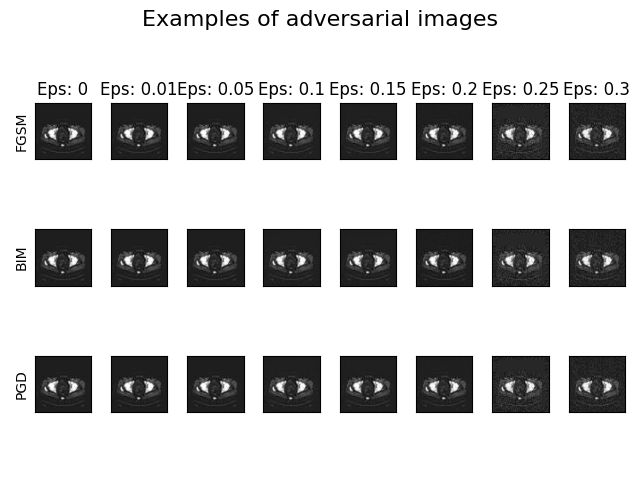 Examples of adversarial images
Eps: 0 Eps: 0.01 Eps: 0.05 Eps: 0.1 Eps: 0.15 Eps: 0.2 Eps: 0.25 Eps: 0.3
FGSM
BIM
PGD